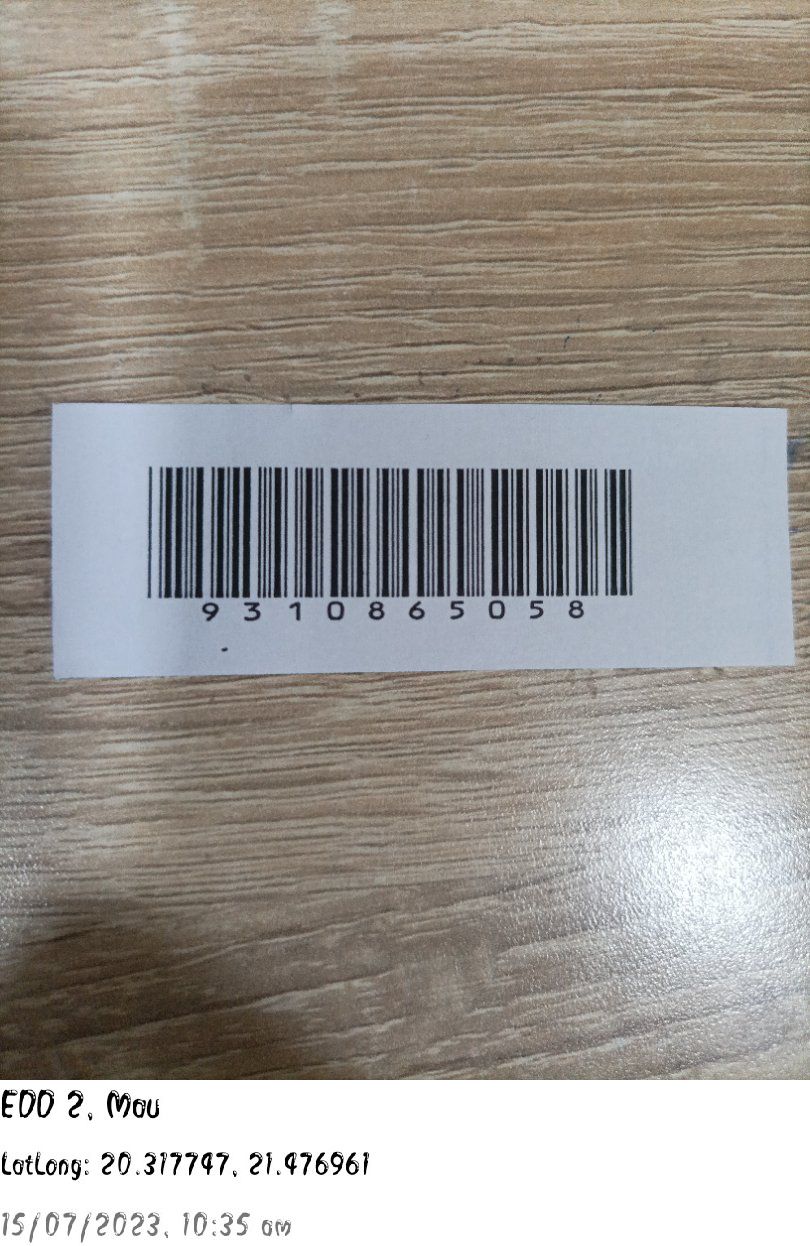 9310865058
EDD 2, Mou
LatLong: 20.317747, 21.476961
15/07/2023, 10:35 am